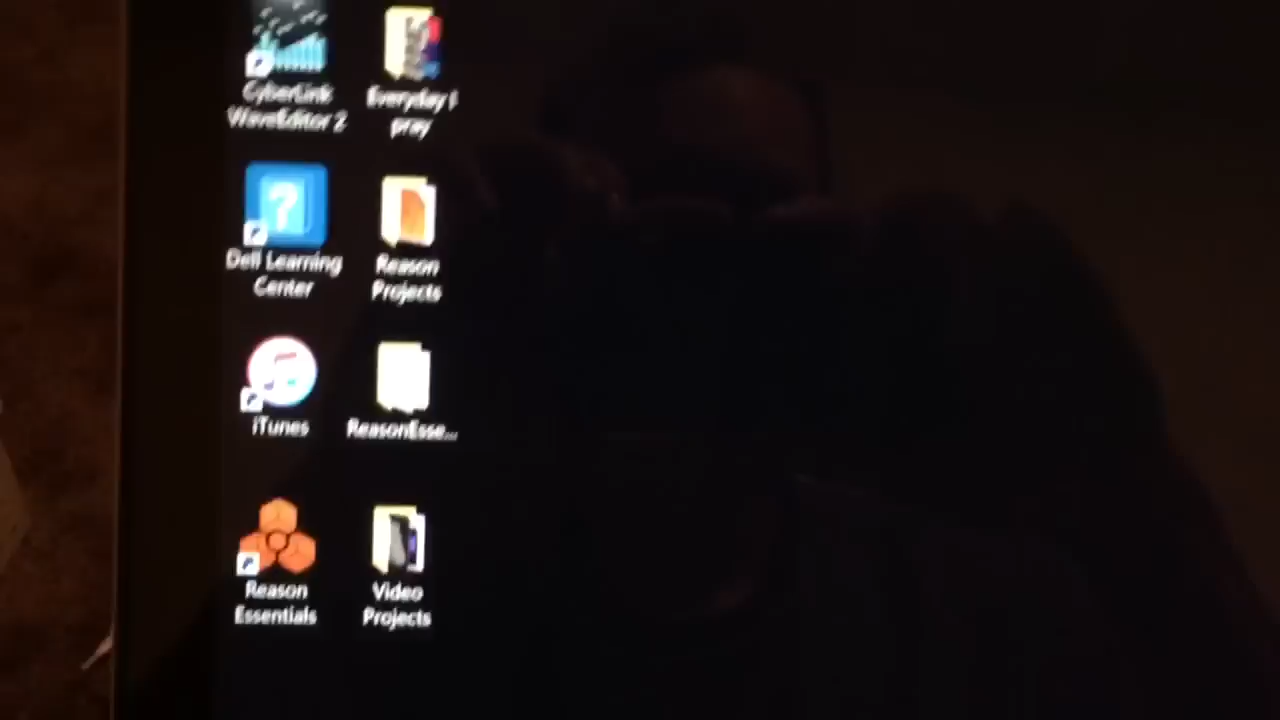 CyberLink
WaveEditor 2
Everyday I
pray
Dell Learning
Center
Reason
Projects
iTunes
ReasonEsse...
Reason
Essentials
Video
Projects